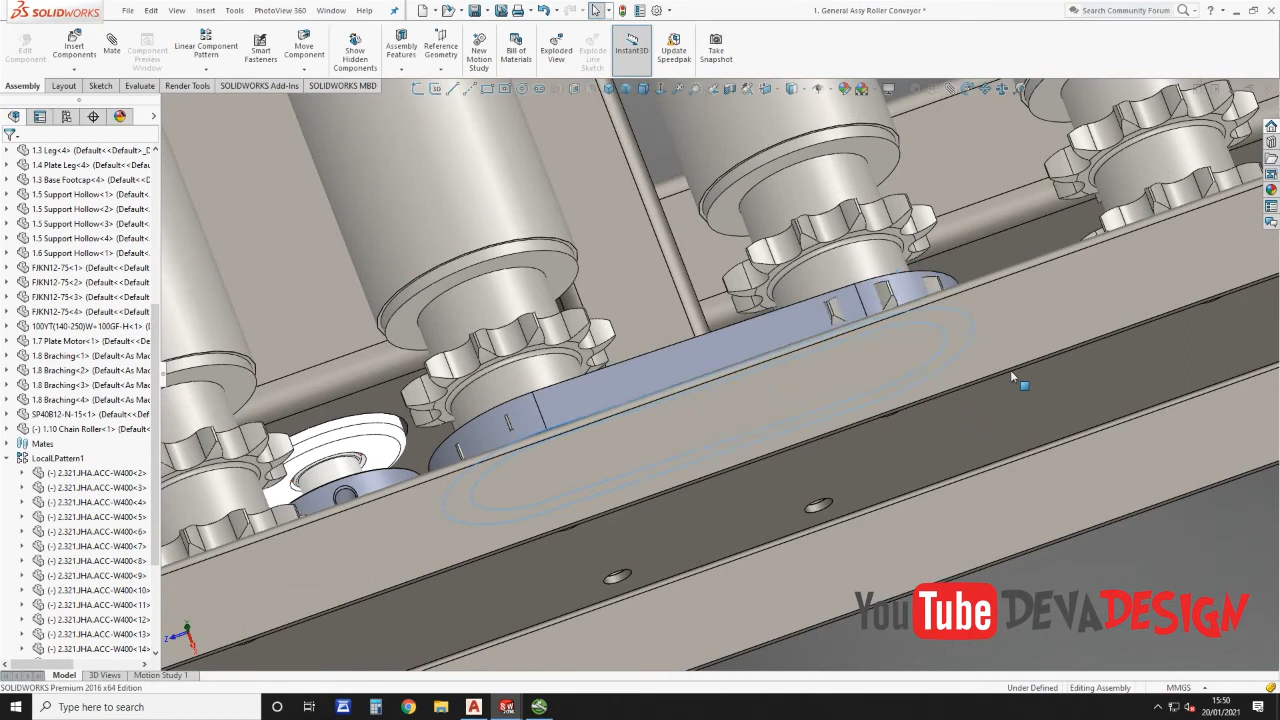 SOLIDWORKS
File Edit View Insert Tools PhotoView 360 Window Help
1. General Assy Roller Conveyor *
Search Community Forum
Edit Component
Insert Components
Mate
Component Preview Window
Linear Component Pattern
Smart Fasteners
Move Component
Show Hidden Components
Assembly Features
Reference Geometry
New Motion Study
Bill of Materials
Exploded View
Explode Line Sketch
Instant3D
Update Speedpak
Take Snapshot
Assembly Layout Sketch Evaluate Render Tools SOLIDWORKS Add-Ins SOLIDWORKS MBD
1.3 Leg<4> (Default<<Default>_D
1.4 Plate Leg<4> (Default<<Defau
1.3 Base Footcap<4> (Default<<D
1.5 Support Hollow<1> (Default<
1.5 Support Hollow<2> (Default<
1.5 Support Hollow<3> (Default<
1.5 Support Hollow<4> (Default<
1.6 Support Hollow<1> (Default<
FJKN12-75<1> (Default<<Default
FJKN12-75<2> (Default<<Default
FJKN12-75<3> (Default<<Default
FJKN12-75<4> (Default<<Default
100YT(140-250)W+100GF-H<1> (
1.7 Plate Motor<1> (Default<<De
1.8 Braching<1> (Default<As Mac
1.8 Braching<2> (Default<As Mac
1.8 Braching<3> (Default<As Mac
1.8 Braching<4> (Default<As Mac
SP40B12-N-15<1> (Default<<Def
(-) 1.10 Chain Roller<1> (Default
Mates
LocalLPattern1
(-) 2.321.JHA.ACC-W400<2>
(-) 2.321.JHA.ACC-W400<3>
(-) 2.321.JHA.ACC-W400<4>
(-) 2.321.JHA.ACC-W400<5>
(-) 2.321.JHA.ACC-W400<6>
(-) 2.321.JHA.ACC-W400<7>
(-) 2.321.JHA.ACC-W400<8>
(-) 2.321.JHA.ACC-W400<9>
(-) 2.321.JHA.ACC-W400<10>
(-) 2.321.JHA.ACC-W400<11>
(-) 2.321.JHA.ACC-W400<12>
(-) 2.321.JHA.ACC-W400<13>
(-) 2.321.JHA.ACC-W400<14>
YouTube DEVADESIGN
Model 3D Views Motion Study 1
SOLIDWORKS Premium 2016 x64 Edition
Under Defined Editing Assembly MMGS
Type here to search
15:50
20/01/2021